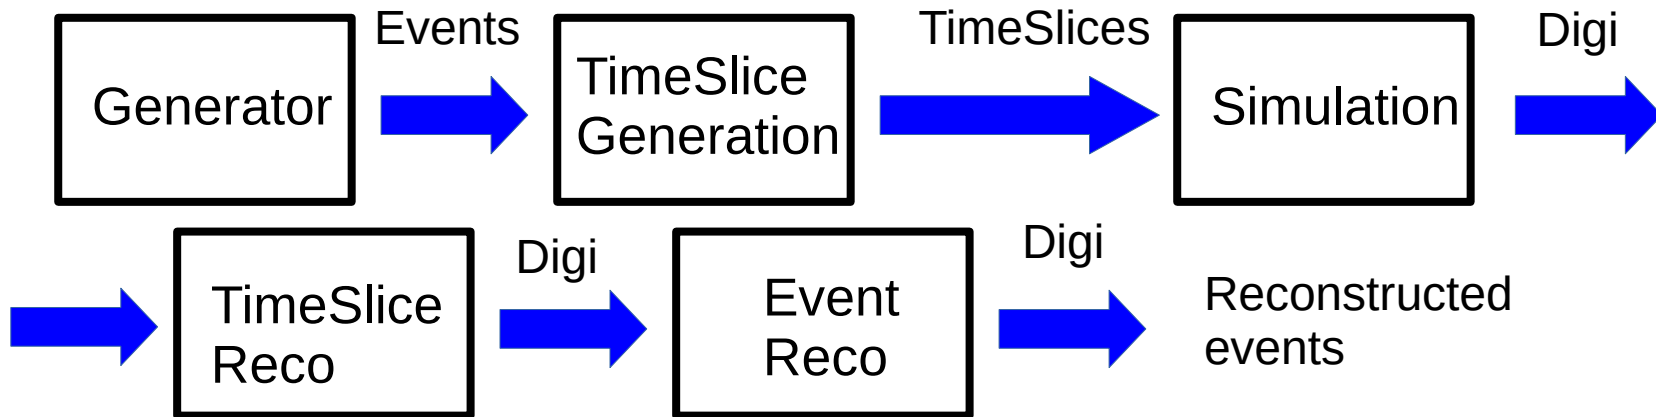 Events
TimeSlices
Digi
Generator
TimeSlice
Generation
Simulation
Digi
Digi
TimeSlice
Reco
Event
Reco
Reconstructed
events